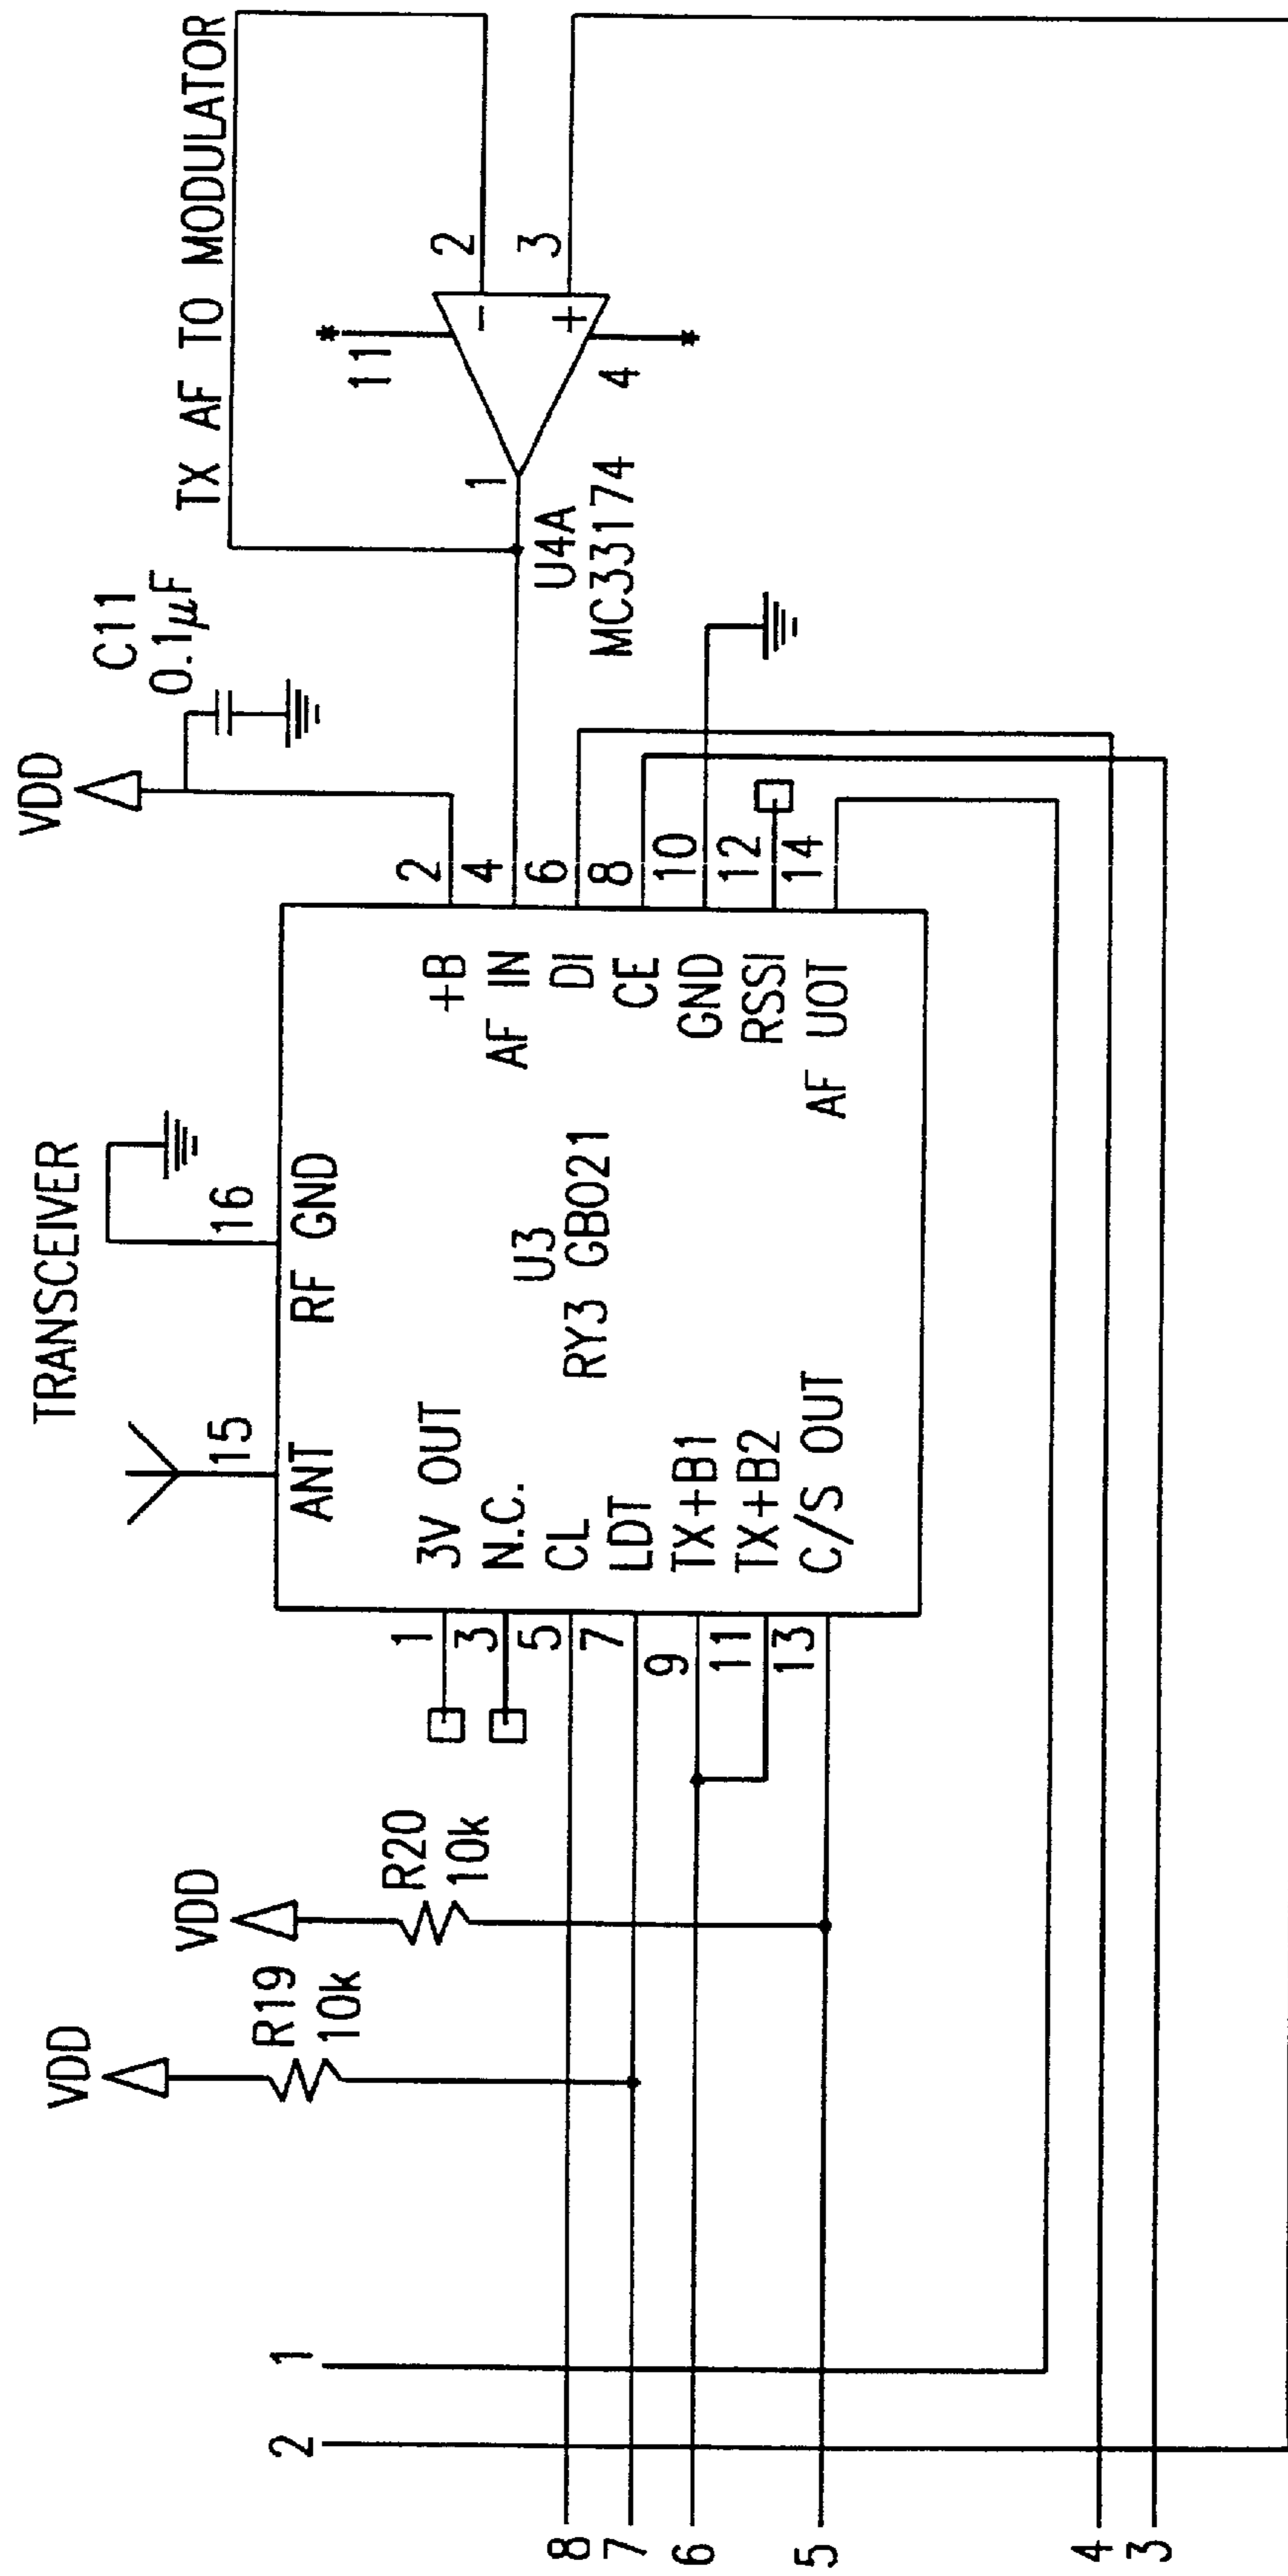 TRANSCEIVER
VDD
VDD
VDD
R19
10k
R20
10k
C11
0.1µF
TX AF TO MODULATOR
15
16
ANT
RF GND
2
1
1
3
5
7
9
11
13
3V OUT
N.C.
CL
LDT
TX+B1
TX+B2
C/S OUT
U3
RY3 GB021
+B
AF IN
DI
CE
GND
RSSI
AF UOT
2
4
6
8
10
12
14
11
2
-
1
3
+
4
U4A
MC33174
8
7
6
5
4
3